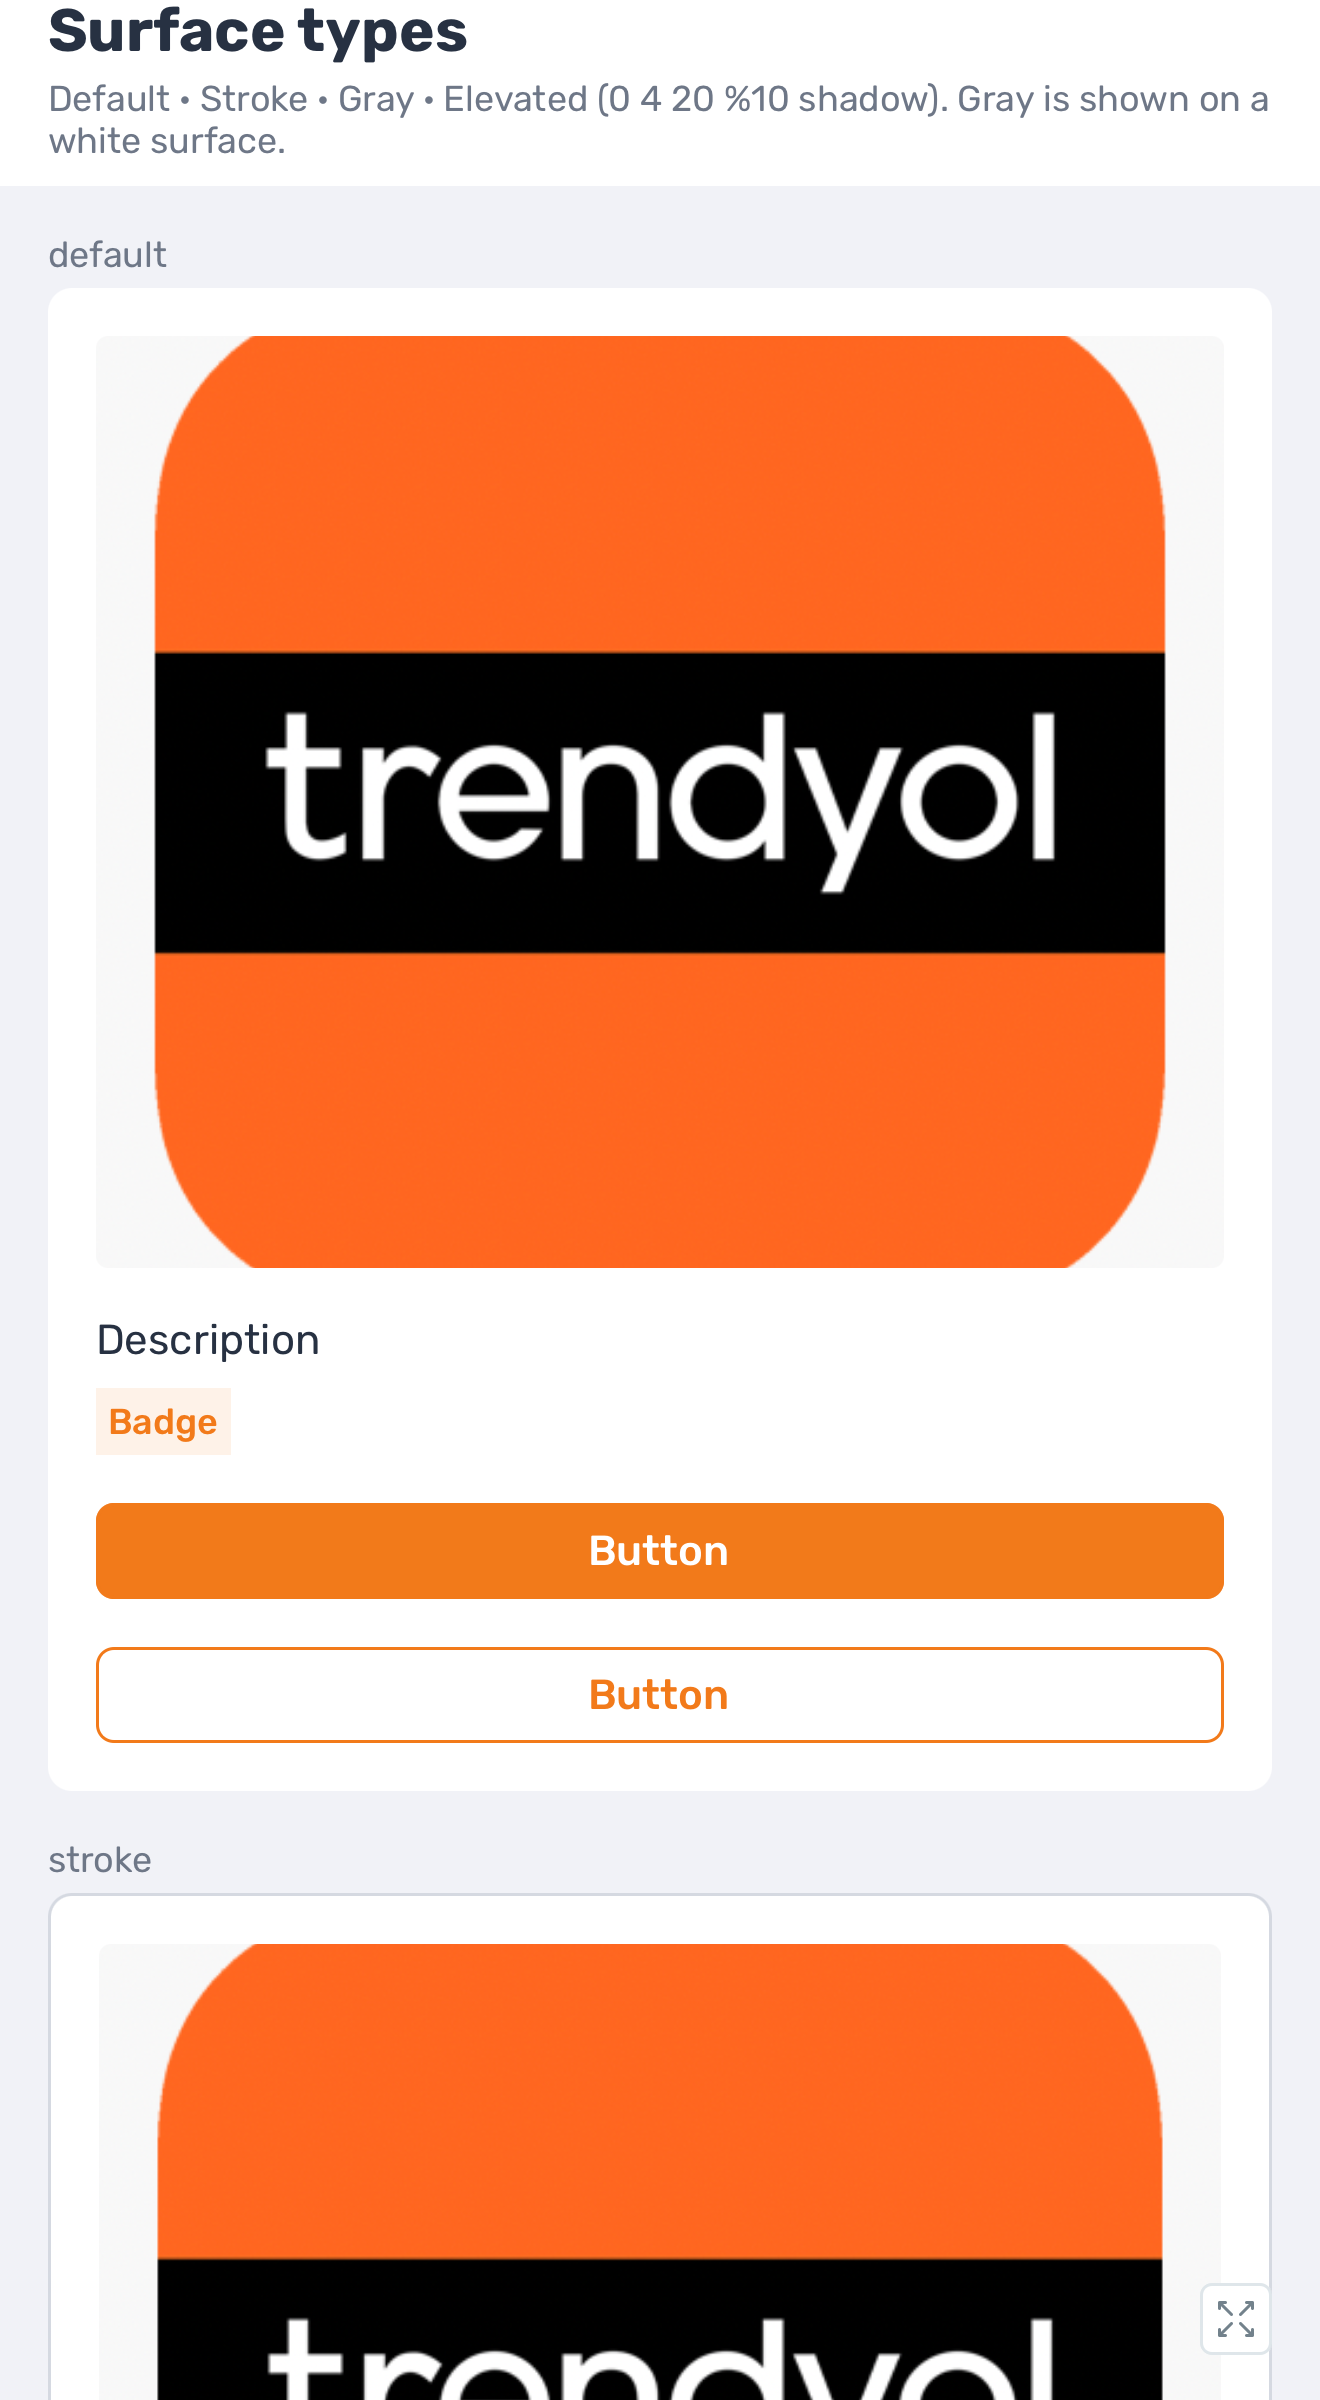 Surface types
Default • Stroke • Gray • Elevated (0 4 20 %10 shadow). Gray is shown on a
white surface.
default
trendyol
Description
Badge
Button
Button
stroke
trendyol